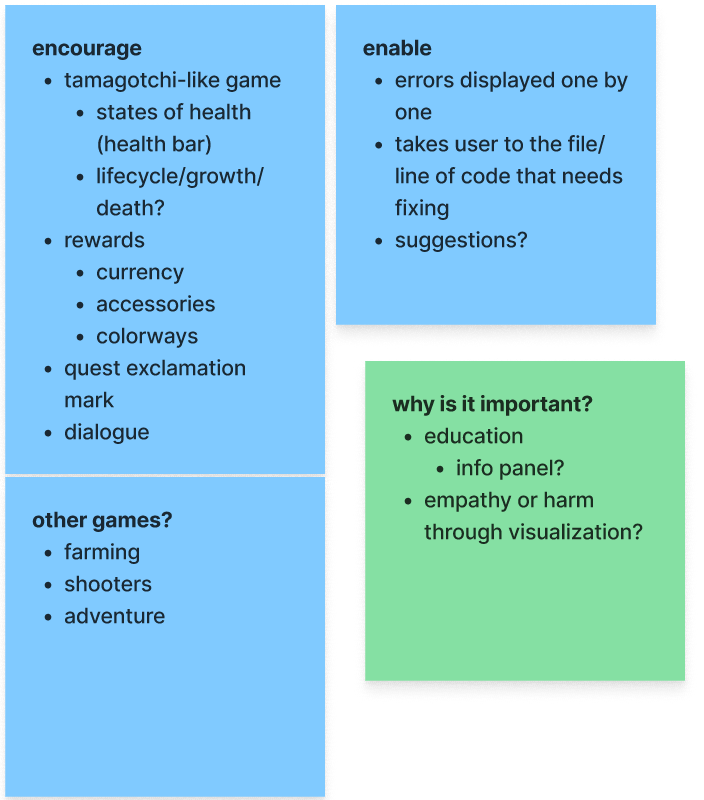 encourage
tamagotchi-like game
states of health
(health bar)
lifecycle/growth/
death?
rewards
currency
accessories
colorways
quest exclamation
mark
dialogue
enable
errors displayed one by
one
takes user to the file/
line of code that needs
fixing
suggestions?
other games?
farming
shooters
adventure
why is it important?
education
info panel?
empathy or harm
through visualization?